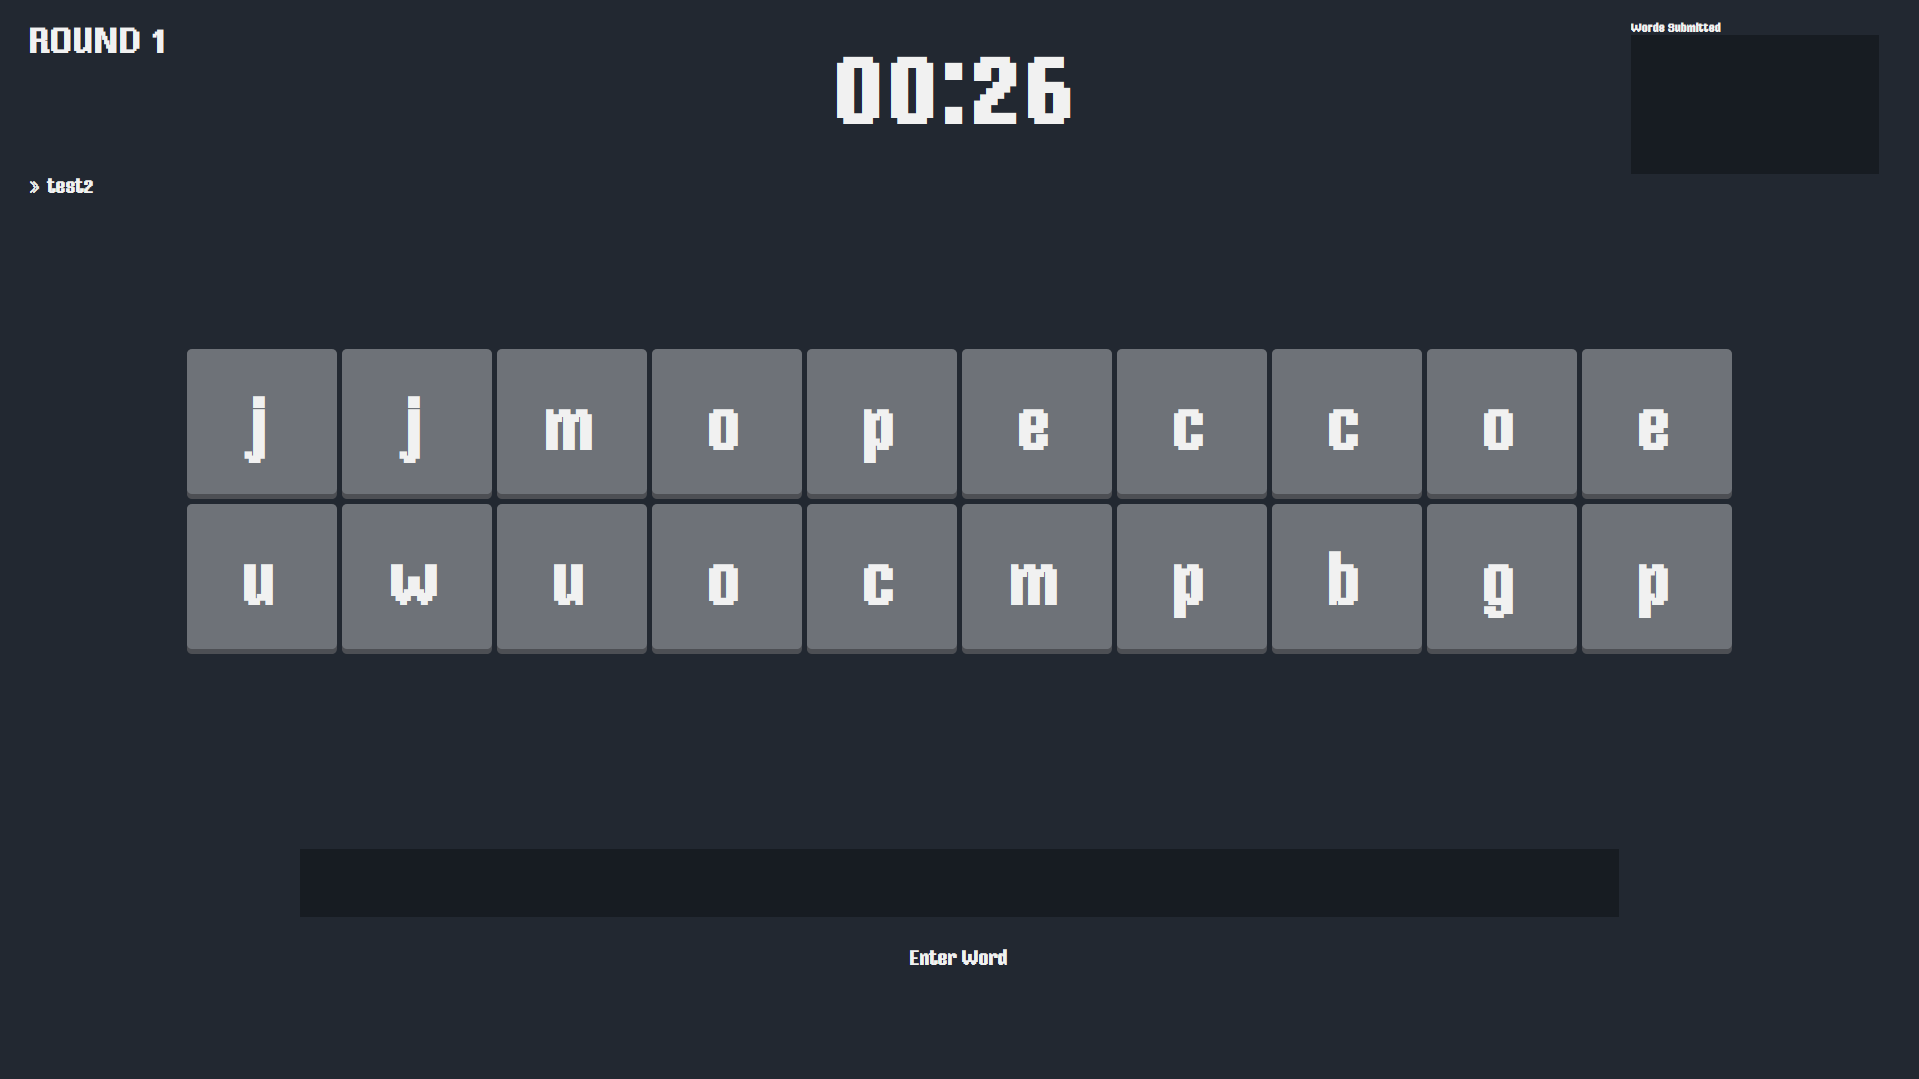 ROUND 1
00:26
Words Submitted
» test2
j j m o p e c c o e
u w u o c m p b g p
Enter Word